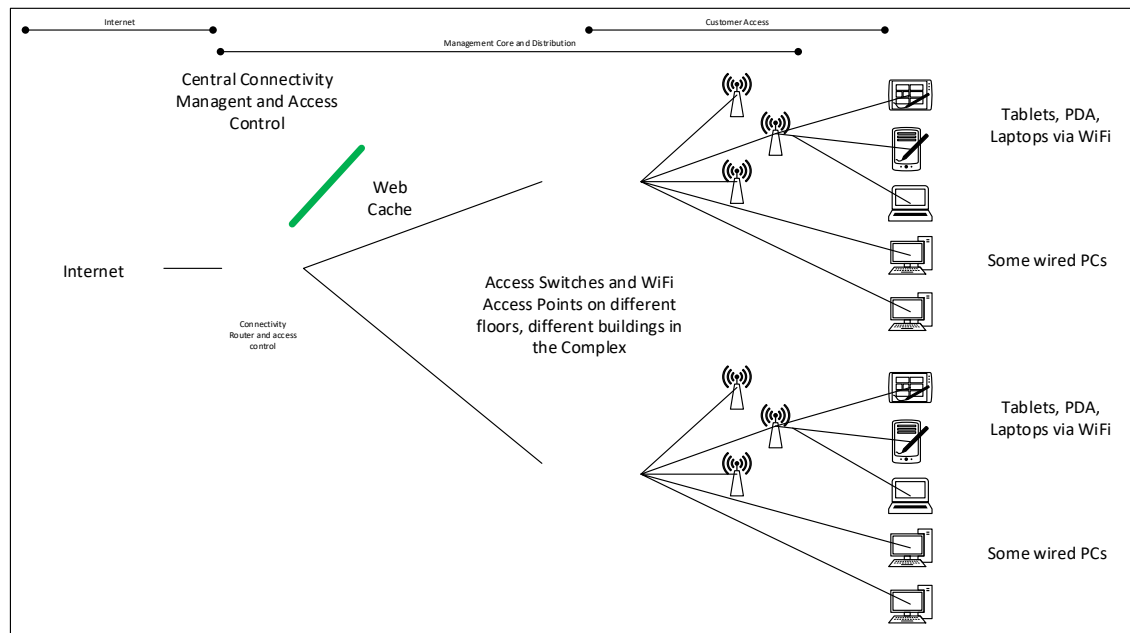 Internet
Customer Access
Management Core and Distribution
Central Connectivity
Managent and Access
Control
Tablets, PDA,
Laptops via WiFi
Web
Cache
Internet
Some wired PCs
Access Switches and WiFi
Access Points on different
floors, different buildings in
the Complex
Connectivity
Router and access
control
Tablets, PDA,
Laptops via WiFi
Some wired PCs